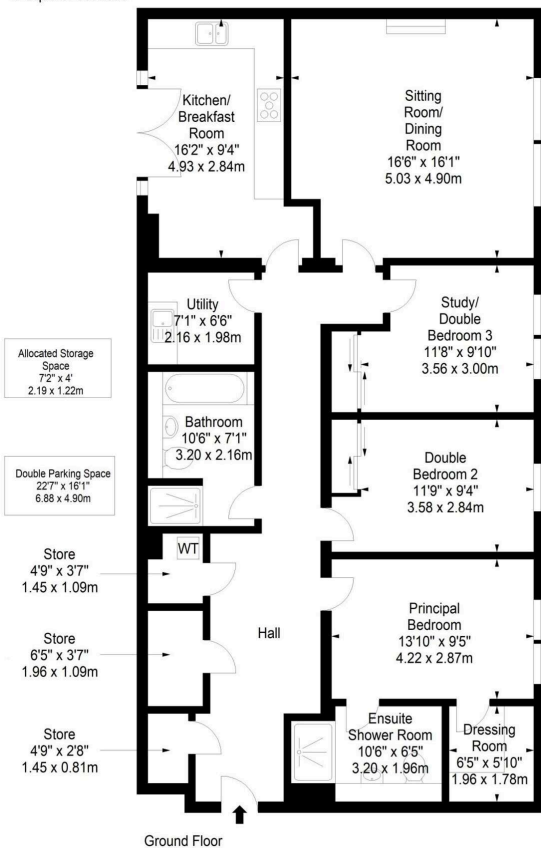 Kitchen/
Breakfast
Room
16'2" x 9'4"
4.93 x 2.84m
Sitting
Room/
Dining
Room
16'6" x 16'1"
5.03 x 4.90m
Utility
7'1" x 6'6"
2.16 x 1.98m
Study/
Double
Bedroom 3
11'8" x 9'10"
3.56 x 3.00m
Allocated Storage
Space
7'2" x 4'
2.19 x 1.22m
Bathroom
10'6" x 7'1"
3.20 x 2.16m
Double
Bedroom 2
11'9" x 9'4"
3.58 x 2.84m
Double Parking Space
22'7" x 16'1"
6.88 x 4.90m
WT
Store
4'9" x 3'7"
1.45 x 1.09m
Principal
Bedroom
13'10" x 9'5"
4.22 x 2.87m
Hall
Store
6'5" x 3'7"
1.96 x 1.09m
Store
4'9" x 2'8"
1.45 x 0.81m
Ensuite
Shower Room
10'6" x 6'5"
3.20 x 1.96m
Dressing
Room
6'5" x 5'10"
1.96 x 1.78m
Ground Floor